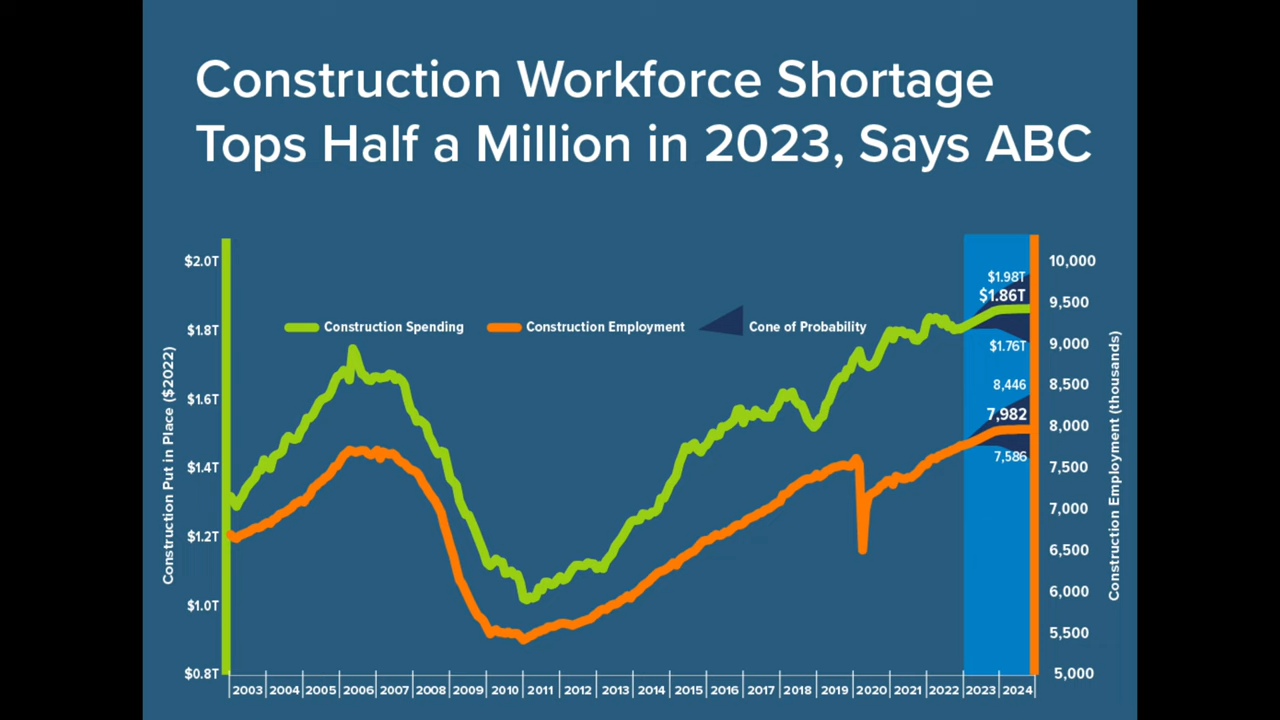 Construction Workforce Shortage
Tops Half a Million in 2023, Says ABC
$2.0T
$1.8T
$1.6T
$1.4T
$1.2T
$1.0T
$0.8T
Construction Put in Place ($2022)
Construction Spending
Construction Employment
Cone of Probability
$1.98T
$1.86T
$1.76T
8,446
7,982
7,586
10,000
9,500
9,000
8,500
8,000
7,500
7,000
6,500
6,000
5,500
5,000
Construction Employment (thousands)
2003 2004 2005 2006 2007 2008 2009 2010 2011 2012 2013 2014 2015 2016 2017 2018 2019 2020 2021 2022 2023 2024